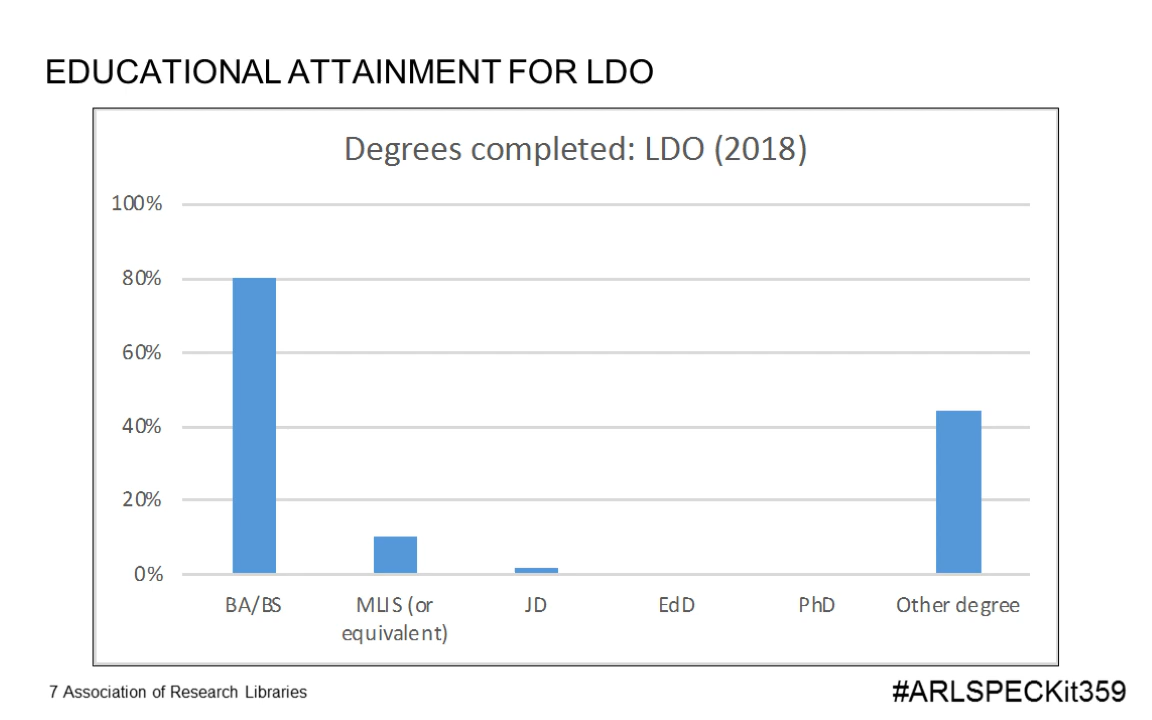 EDUCATIONAL ATTAINMENT FOR LDO
Degrees completed: LDO (2018)
100%
80%
60%
40%
20%
0%
BA/BS
MLIS (or
equivalent)
JD
EdD
PhD
Other degree
7 Association of Research Libraries
#ARLSPECKit359